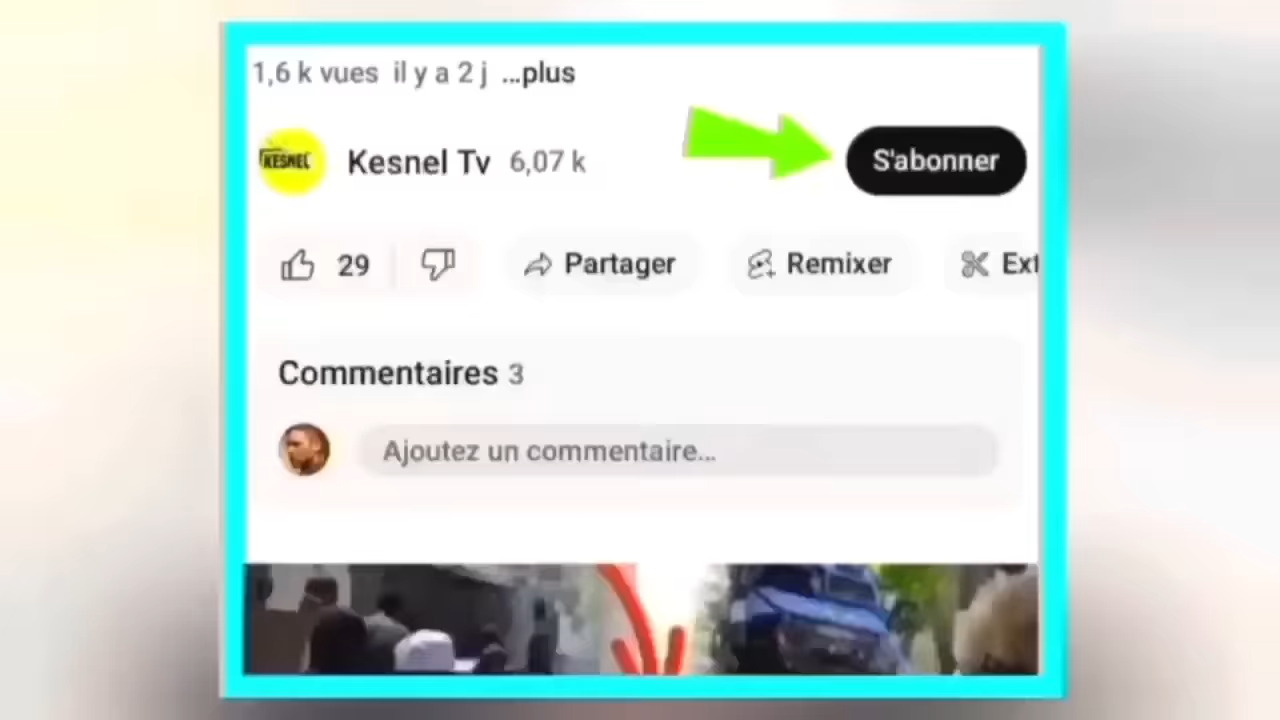 1,6 k vues il y a 2 j ...plus
KESNEL
Kesnel Tv 6,07 k
S'abonner
29
Partager
Remixer
Ext
Commentaires 3
Ajoutez un commentaire...